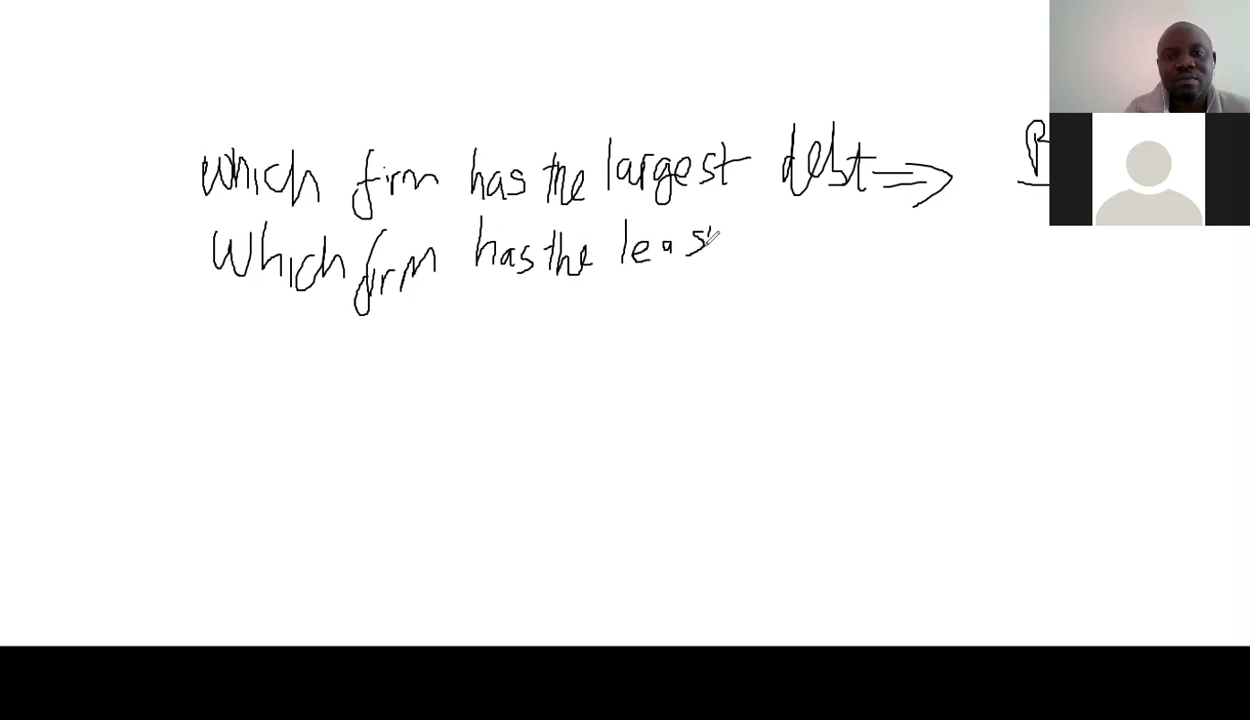 Which firm has the largest debt ⇒ B
Which firm has the leas